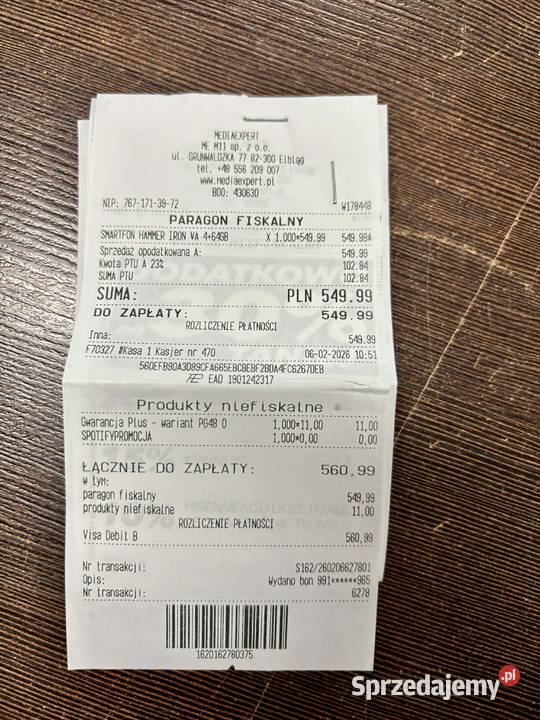 MEDIAEXPERT
ME M11 sp. z o.o.
ul. GRUNWALDZKA 77 82-300 Elbląg
tel. +48 556 209 007
www.mediaexpert.pl
BDO: 430630
NIP: 767-171-39-72 W178448
PARAGON FISKALNY
SMARTFON HAMMER IRON VA 4+64GB X 1.000*549.99 549.99A
Sprzedaż opodatkowana A: 549.99
Kwota PTU A 23% 102.84
SUMA PTU 102.84
SUMA: PLN 549.99
DO ZAPŁATY: 549.99
ROZLICZENIE PŁATNOŚCI
Inna: 549.99
F70327 #Kasa 1 Kasjer nr 470 06-02-2026 10:51
EAD 1901242317
Produkty niefiskalne
Gwarancja Plus - wariant PG48 O 1,000*11,00 11,00
SPOTIFYPROMOCJA 1,000*0,00 0,00
ŁĄCZNIE DO ZAPŁATY: 560,99
w tym:
paragon fiskalny 549,99
produkty niefiskalne 11,00
ROZLICZENIE PŁATNOŚCI
Visa Debit B 560,99
Nr transakcji: S162/260206627801
Opis: Wydano bon 991******965
Nr transakcji: 6278
1620162780375
Sprzedajemy.pl